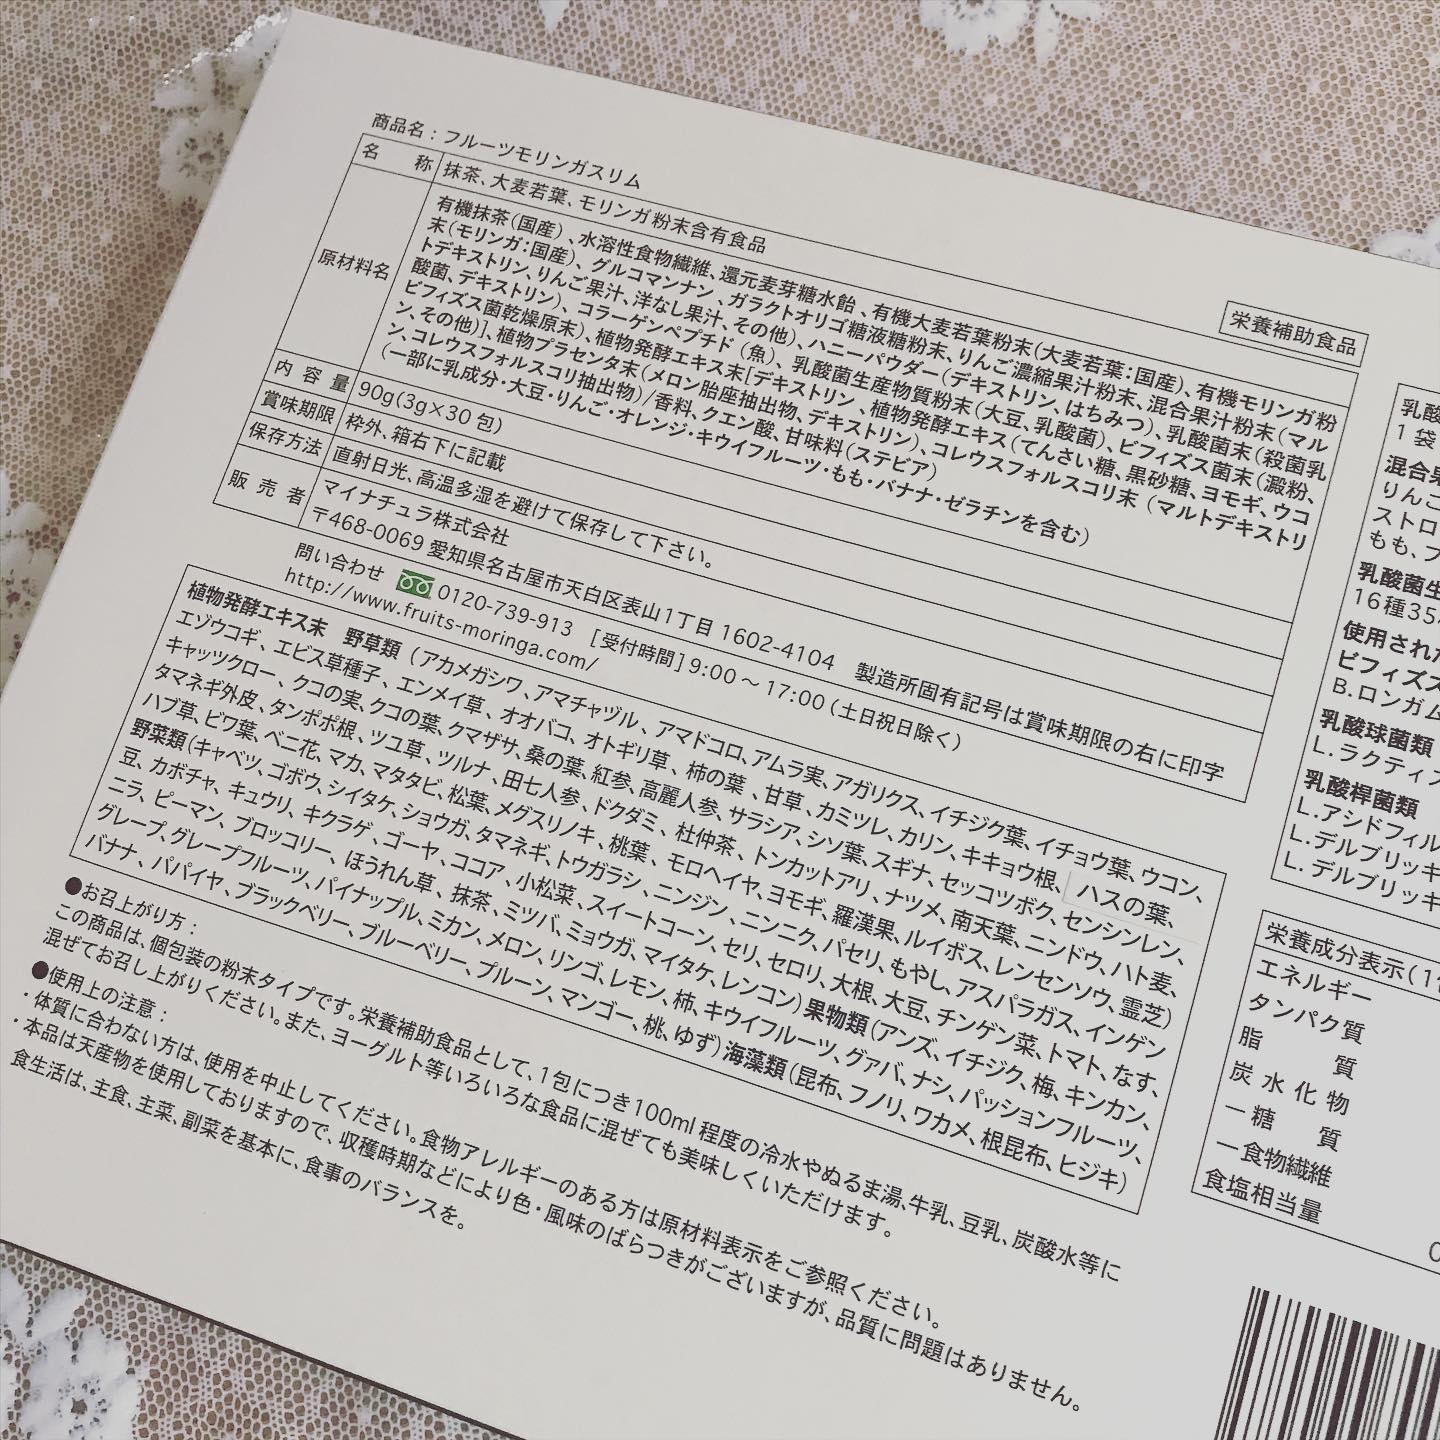 商品名：フルーツモリンガスリム
栄養補助食品
名 称 抹茶、大麦若葉、モリンガ粉末含有食品
原材料名
有機抹茶(国産)、水溶性食物繊維、還元麦芽糖水飴、有機大麦若葉粉末(大麦若葉:国産)、有機モリンガ粉
末(モリンガ:国産)、グルコマンナン、ガラクトオリゴ糖液糖粉末、りんご濃縮果汁粉末、混合果汁粉末(マル
トデキストリン、りんご果汁、洋なし果汁、その他)、ハニーパウダー(デキストリン、はちみつ)、乳酸菌末(殺菌乳
酸菌、デキストリン)、コラーゲンペプチド(魚)、乳酸菌生産物質粉末(大豆、乳酸菌)、ビフィズス菌末(澱粉、
ビフィズス菌乾燥原末)、植物発酵エキス末[デキストリン、植物発酵エキス(てんさい糖、黒砂糖、ヨモギ、ウコ
ン、その他)]、植物プラセンタ末(メロン胎座抽出物、デキストリン)、コレウスフォルスコリ末(マルトデキストリ
ン、コレウスフォルスコリ抽出物)/香料、クエン酸、甘味料(ステビア)
(一部に乳成分・大豆・りんご・オレンジ・キウイフルーツ・もも・バナナ・ゼラチンを含む)
内容量 90g(3g×30包)
賞味期限 枠外、箱右下に記載
保存方法 直射日光、高温多湿を避けて保存して下さい。
販売者 マイナチュラ株式会社
〒468-0069 愛知県名古屋市天白区表山1丁目1602-4104 製造所固有記号は賞味期限の右に印字
問い合わせ 0120-739-913 [受付時間]9:00～17:00(土日祝日除く)
http://www.fruits-moringa.com/
植物発酵エキス末 野草類(アカメガシワ、アマチャヅル、アマドコロ、アムラ実、アガリクス、イチジク葉、イチョウ葉、ウコン、
エゾウコギ、エビス草種子、エンメイ草、オオバコ、オトギリ草、柿の葉、甘草、カミツレ、カリン、キキョウ根、ハスの葉、
キャッツクロー、クコの実、クコの葉、クマザサ、桑の葉、紅参、高麗人参、サラシア、シソ葉、スギナ、セッコツボク、センシンレン、
タマネギ外皮、タンポポ根、ツユ草、ツルナ、田七人参、ドクダミ、杜仲茶、トンカットアリ、ナツメ、南天葉、ニンドウ、ハト麦、
ハブ草、ビワ葉、ベニ花、マカ、マタタビ、松葉、メグスリノキ、桃葉、モロヘイヤ、ヨモギ、羅漢果、ルイボス、レンセンソウ、霊芝)
野菜類(キャベツ、ゴボウ、シイタケ、ショウガ、タマネギ、トウガラシ、ニンジン、ニンニク、パセリ、もやし、アスパラガス、インゲン
豆、カボチャ、キュウリ、キクラゲ、ゴーヤ、ココア、小松菜、スイートコーン、セリ、セロリ、大根、大豆、チンゲン菜、トマト、なす、
ニラ、ピーマン、ブロッコリー、ほうれん草、抹茶、ミツバ、ミョウガ、マイタケ、レンコン)果物類(アンズ、イチジク、梅、キンカン、
グレープ、グレープフルーツ、パイナップル、ミカン、メロン、リンゴ、レモン、柿、キウイフルーツ、グァバ、ナシ、パッションフルーツ、
バナナ、パパイヤ、ブラックベリー、ブルーベリー、プルーン、マンゴー、桃、ゆず)海藻類(昆布、フノリ、ワカメ、根昆布、ヒジキ)
●お召上がり方：
この商品は、個包装の粉末タイプです。栄養補助食品として、1包につき100ml程度の冷水やぬるま湯、牛乳、豆乳、炭酸水等に
混ぜてお召し上がりください。また、ヨーグルト等いろいろな食品に混ぜても美味しくいただけます。
●使用上の注意：
・体質に合わない方は、使用を中止してください。食物アレルギーのある方は原材料表示をご参照ください。
・本品は天産物を使用しておりますので、収穫時期などにより色・風味のばらつきがございますが、品質に問題はありません。
食生活は、主食、主菜、副菜を基本に、食事のバランスを。
乳酸
1袋
混合果
りんご
ストロ
もも、
乳酸菌生
16種35
使用された
ビフィズス
B.ロンガム
乳酸球菌類
L.ラクティス
乳酸桿菌類
L.アシドフィル
L.デルブリッキ
L.デルブリッキ
栄養成分表示(1
エネルギー
タンパク質
脂質
炭水化物
－糖質
－食物繊維
食塩相当量
0